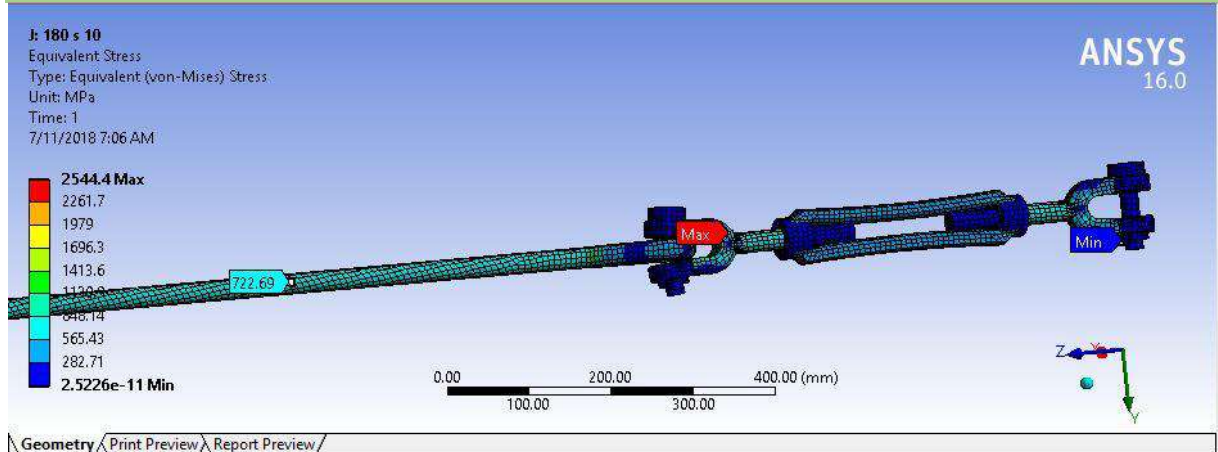 J: 180 s 10
Equivalent Stress
Type: Equivalent (von-Mises) Stress
Unit: MPa
Time: 1
7/11/2018 7:06 AM
ANSYS
16.0
2544.4 Max
2261.7
1979
1696.3
1413.6
848.14
565.43
282.71
2.5226e-11 Min
722.69
Max
Min
0.00
200.00
400.00 (mm)
100.00
300.00
Z
X
Y
Geometry
Print Preview
Report Preview